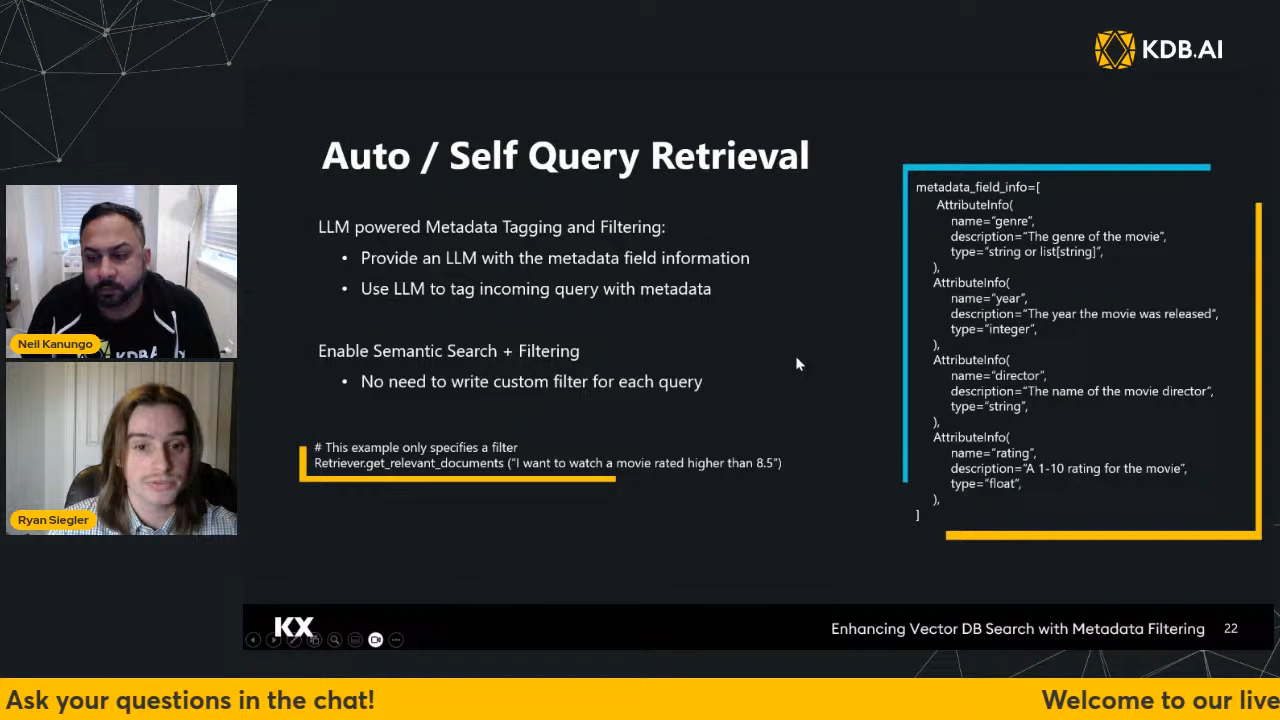 KDB.AI
Auto / Self Query Retrieval
LLM powered Metadata Tagging and Filtering:
• Provide an LLM with the metadata field information
• Use LLM to tag incoming query with metadata
Enable Semantic Search + Filtering
• No need to write custom filter for each query
# This example only specifies a filter
Retriever.get_relevant_documents (“I want to watch a movie rated higher than 8.5”)
metadata_field_info=[
AttributeInfo(
name=“genre”,
description=“The genre of the movie”,
type=“string or list[string]”,
),
AttributeInfo(
name=“year”,
description=“The year the movie was released”,
type=“integer”,
),
AttributeInfo(
name=“director”,
description=“The name of the movie director”,
type=“string”,
),
AttributeInfo(
name=“rating”,
description=“A 1-10 rating for the movie”,
type=“float”,
),
]
Neil Kanungo
Ryan Siegler
KX
Enhancing Vector DB Search with Metadata Filtering 22
Ask your questions in the chat!
Welcome to our live